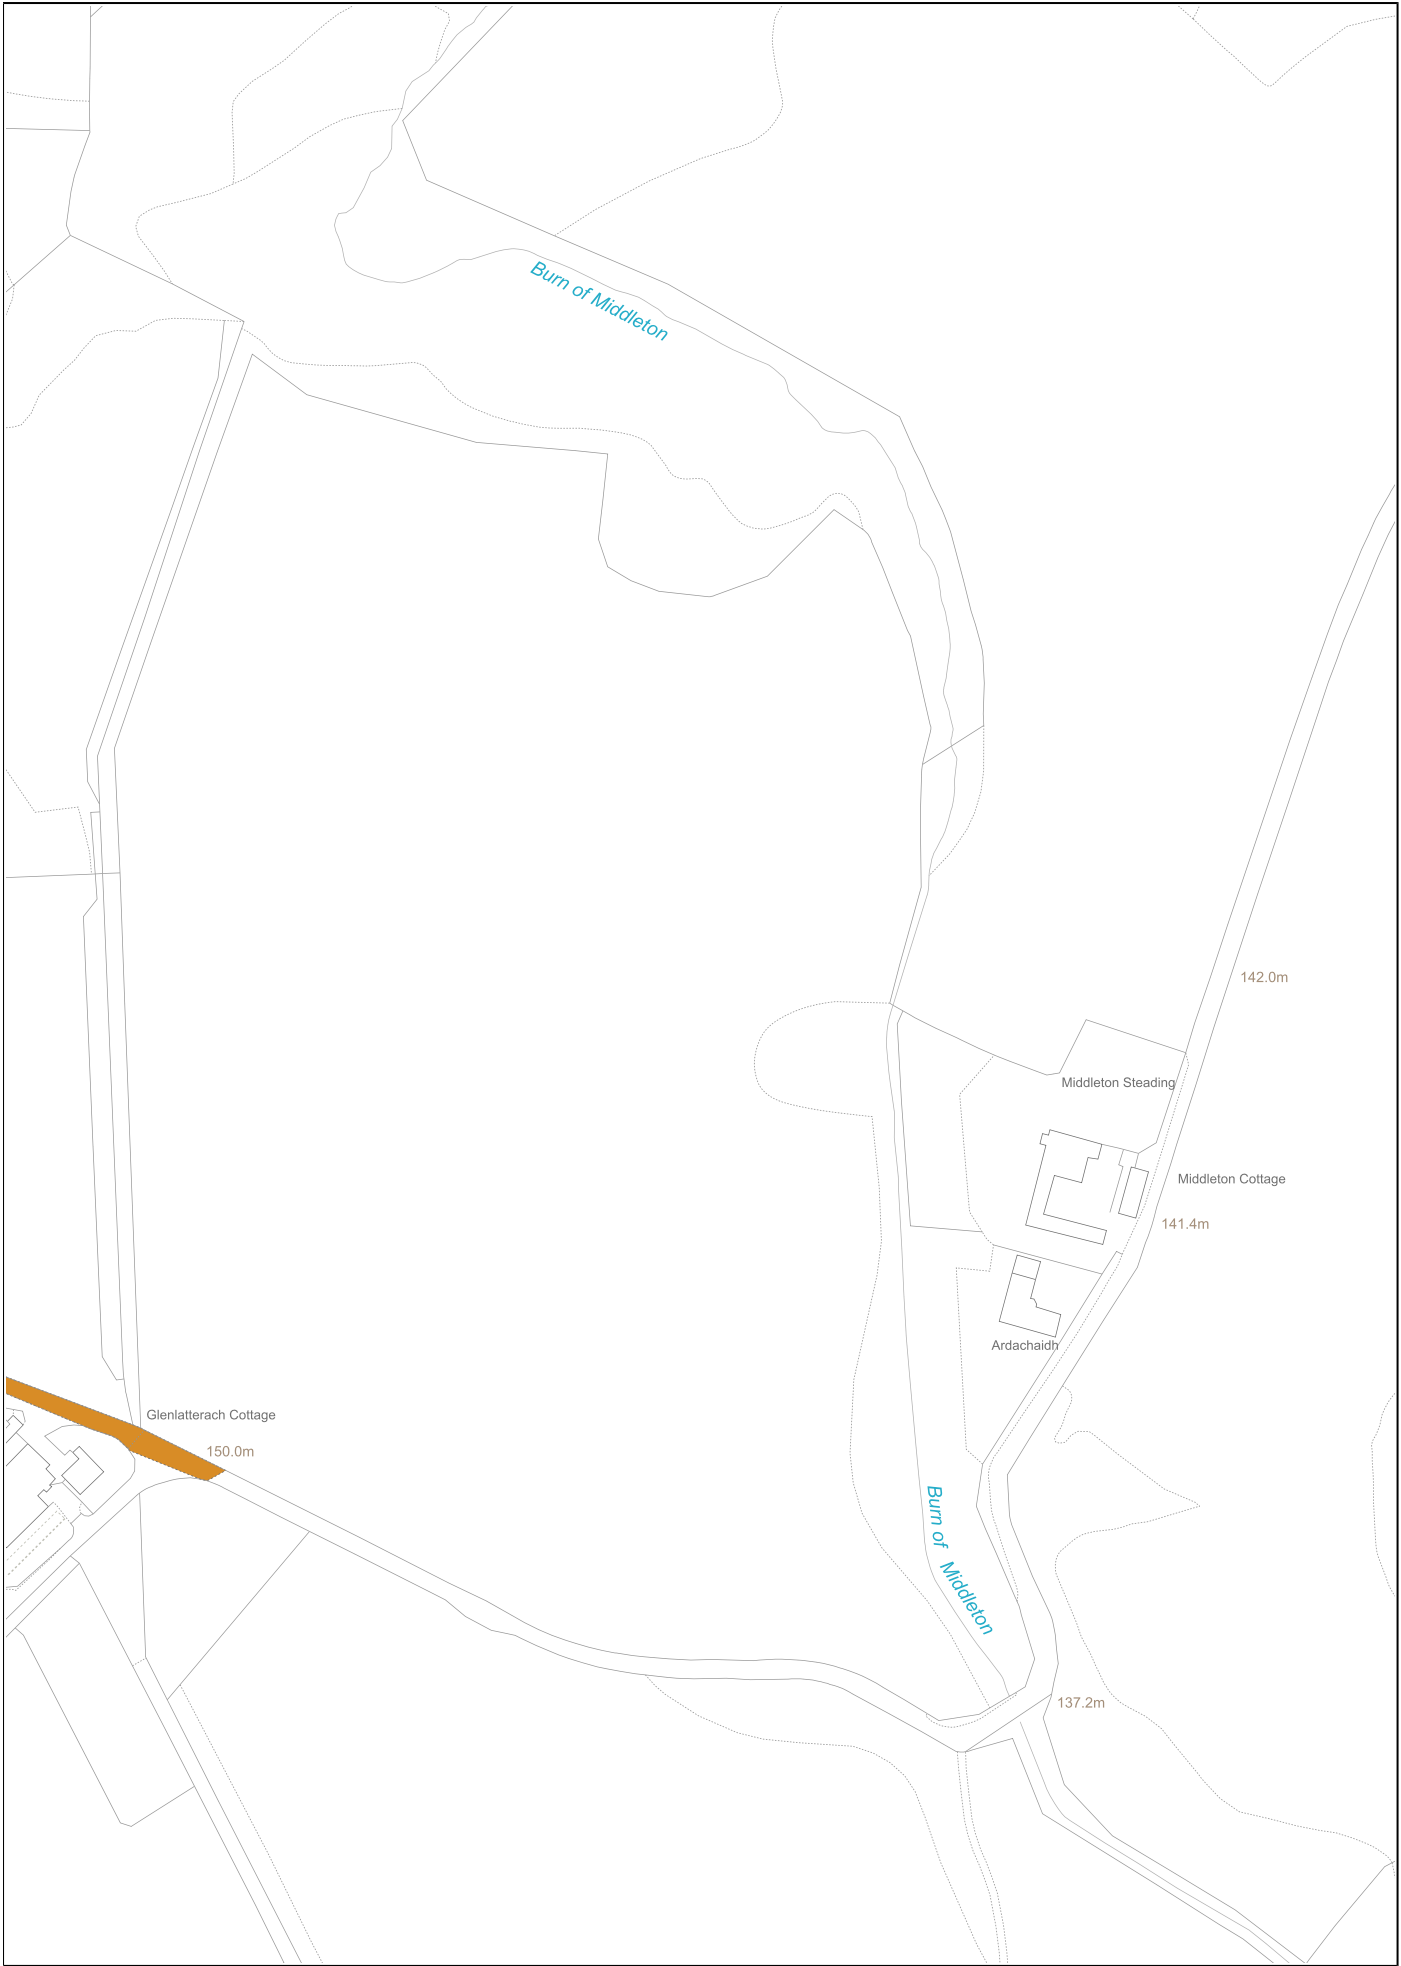 Burn of Middleton
142.0m
Middleton Steading
Middleton Cottage
141.4m
Ardachaidh
Glenlatterach Cottage
150.0m
Burn of Middleton
137.2m